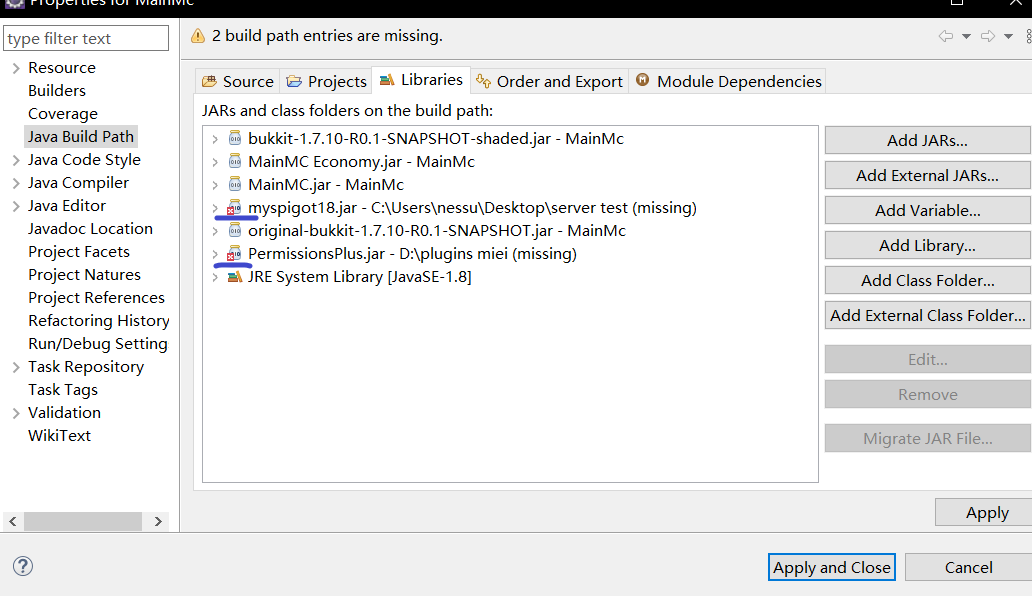 Properties for MainMc
type filter text
2 build path entries are missing.
Resource
Builders
Coverage
Java Build Path
Java Code Style
Java Compiler
Java Editor
Javadoc Location
Project Facets
Project Natures
Project References
Refactoring History
Run/Debug Setting
Task Repository
Task Tags
Validation
WikiText
Source
Projects
Libraries
Order and Export
Module Dependencies
JARs and class folders on the build path:
bukkit-1.7.10-R0.1-SNAPSHOT-shaded.jar - MainMc
MainMC Economy.jar - MainMc
MainMC.jar - MainMc
myspigot18.jar - C:\Users\nessu\Desktop\server test (missing)
original-bukkit-1.7.10-R0.1-SNAPSHOT.jar - MainMc
PermissionsPlus.jar - D:\plugins miei (missing)
JRE System Library [JavaSE-1.8]
Add JARs...
Add External JARs...
Add Variable...
Add Library...
Add Class Folder...
Add External Class Folder...
Edit...
Remove
Migrate JAR File...
Apply
Apply and Close
Cancel